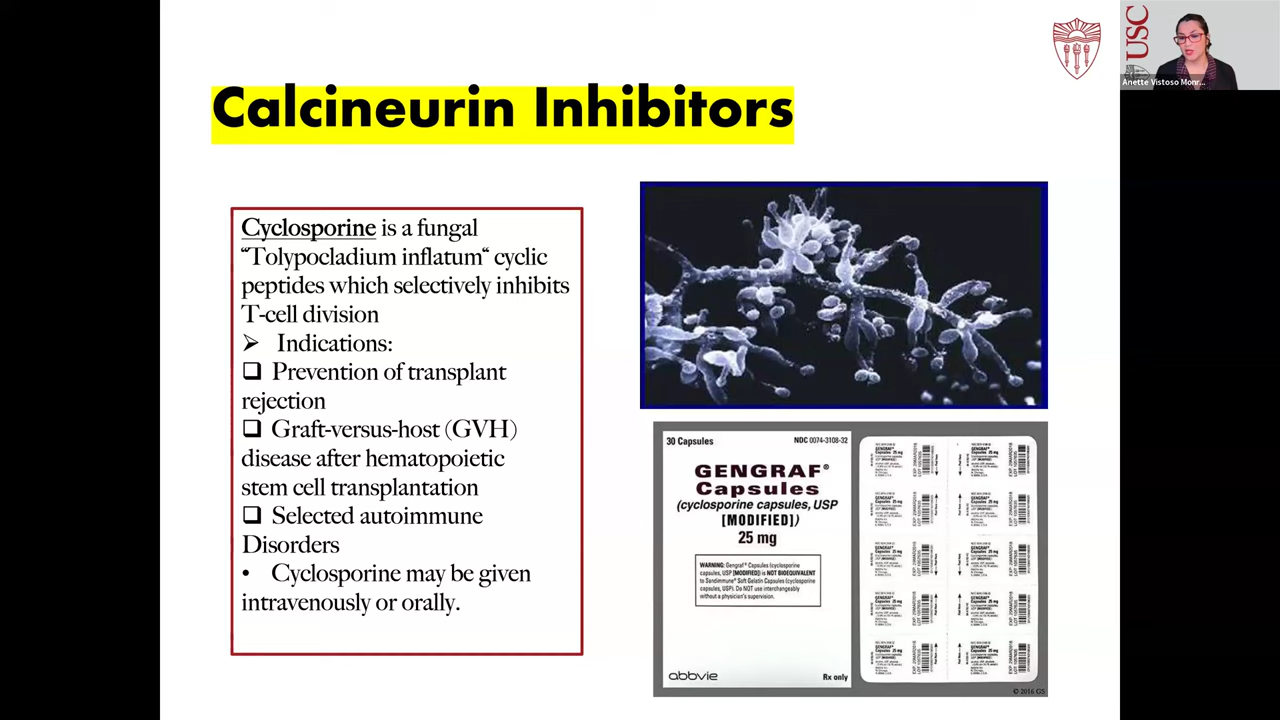 USC
Anette Vistoso Monr...
Calcineurin Inhibitors
Cyclosporine is a fungal
“Tolypocladium inflatum“ cyclic
peptides which selectively inhibits
T-cell division
➢ Indications:
❑ Prevention of transplant
rejection
❑ Graft-versus-host (GVH)
disease after hematopoietic
stem cell transplantation
❑ Selected autoimmune
Disorders
• Cyclosporine may be given
intravenously or orally.
30 Capsules
NDC 0074-3108-32
GENGRAF®
Capsules
(cyclosporine capsules, USP
[MODIFIED])
25 mg
WARNING: Gengraf® Capsules (cyclosporine
capsules, USP [MODIFIED]) is NOT BIOEQUIVALENT
to Sandimmune® Soft Gelatin Capsules (cyclosporine
capsules, USP). Do NOT use interchangeably
without a physician's supervision.
abbvie
Rx only
© 2016 GS